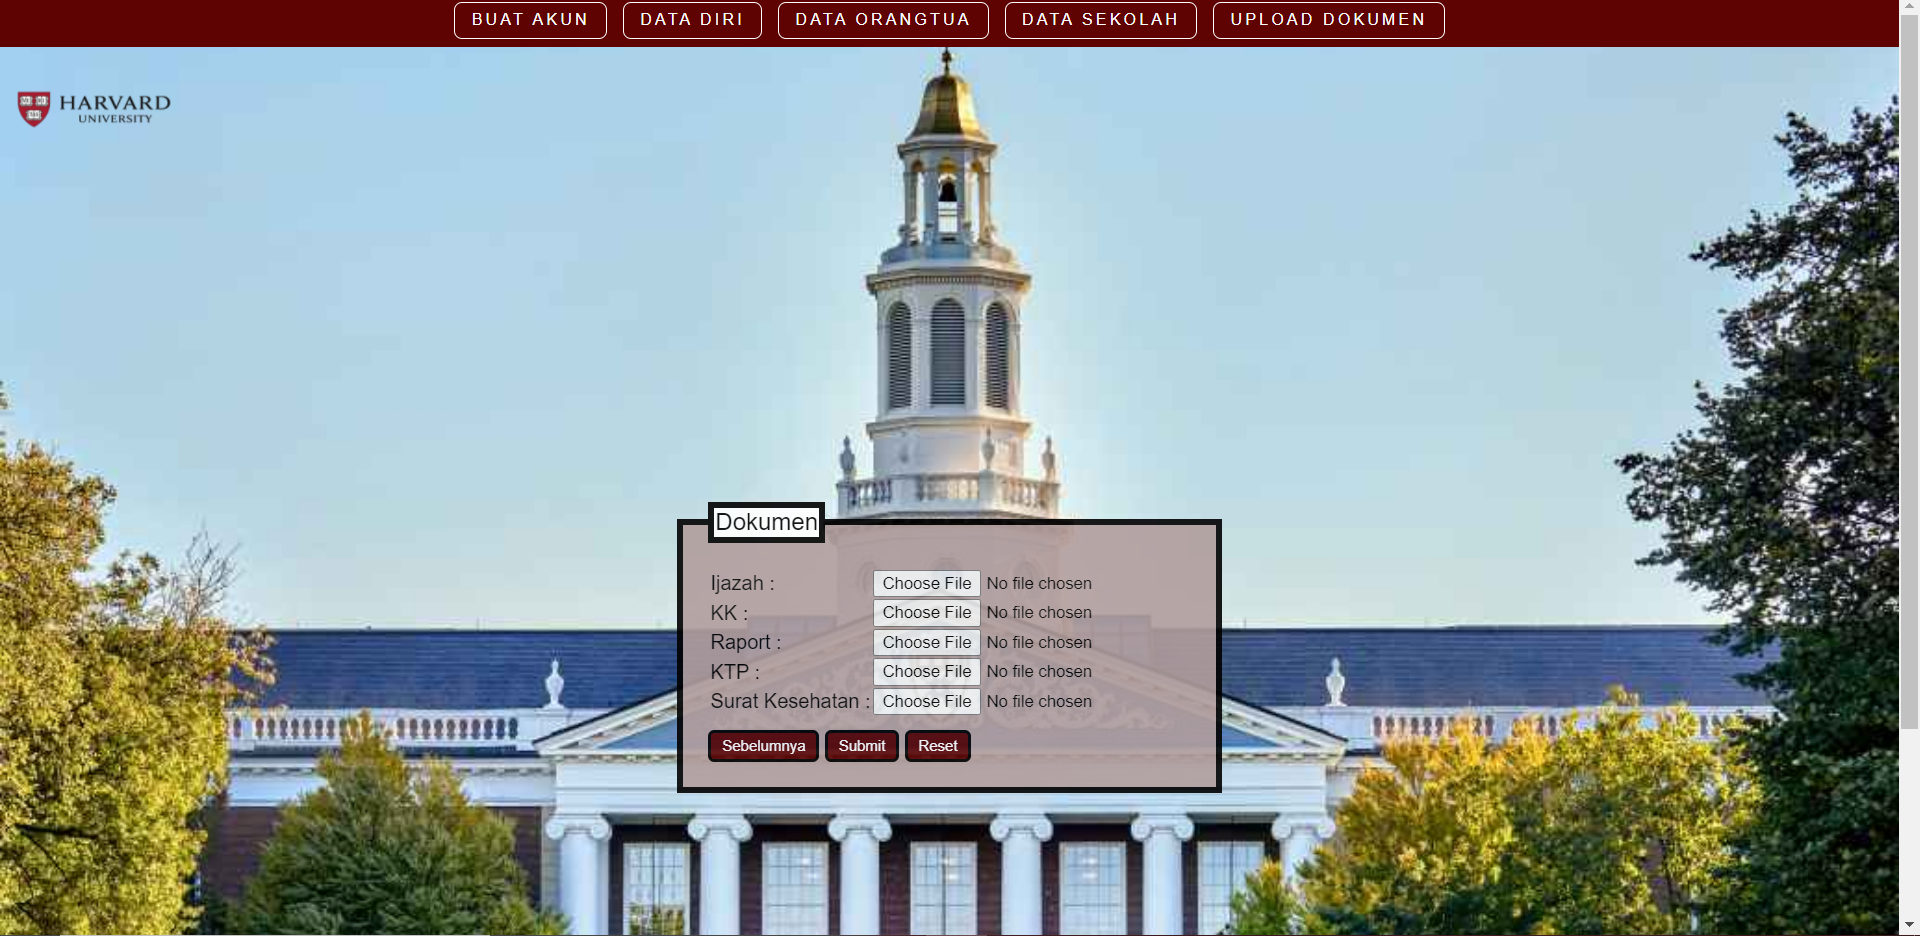 BUAT AKUN DATA DIRI DATA ORANGTUA DATA SEKOLAH UPLOAD DOKUMEN
HARVARD
UNIVERSITY
Dokumen
Ijazah : Choose File No file chosen
KK : Choose File No file chosen
Raport : Choose File No file chosen
KTP : Choose File No file chosen
Surat Kesehatan : Choose File No file chosen
Sebelumnya Submit Reset